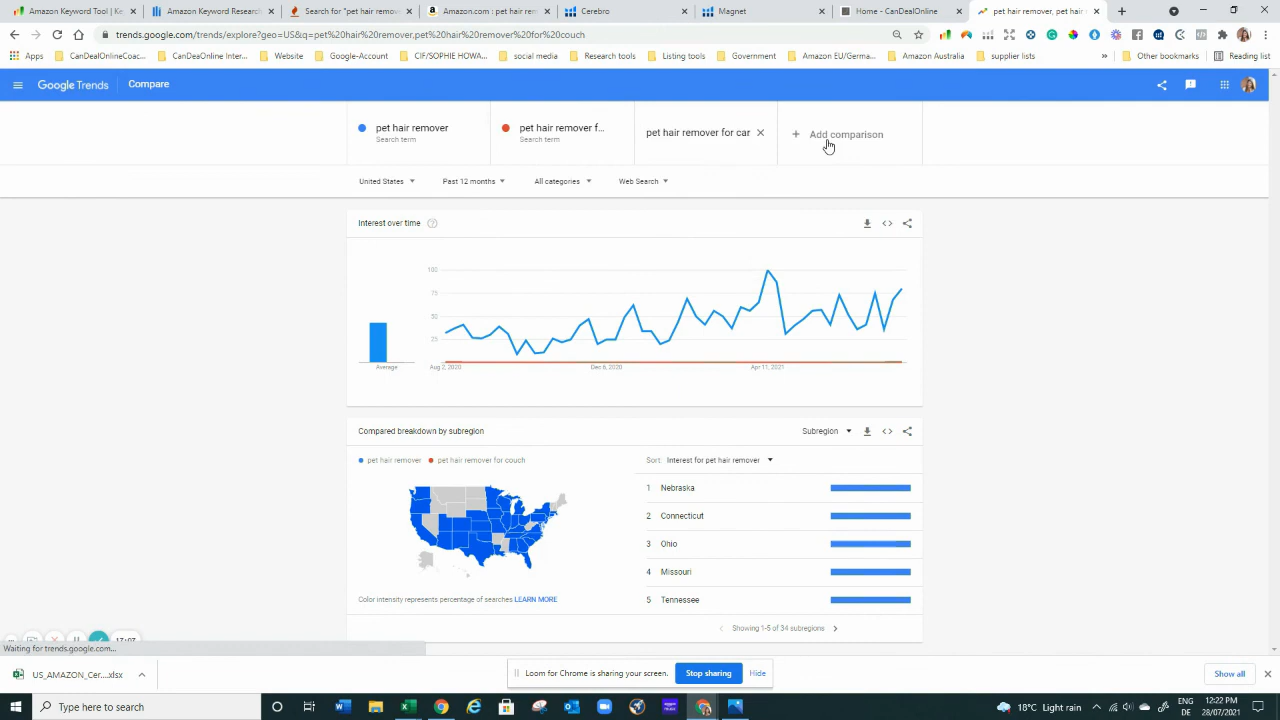 Amazon Keyword Tool | Ke
Amazon Keyword Research
Search for "pet hair remover"
Amazon.com : pet hair rem
Cerebro
Magnet
Home - CanDealOnline
pet hair remover, pet hair
trends.google.com/trends/explore?geo=US&q=pet%20hair%20remover,pet%20hair%20remover%20for%20couch
Apps
CanDealOnlineCoac...
CanDealOnline Inter...
Website
Google-Account
CIF/SOPHIE HOWA...
social media
Research tools
Listing tools
Government
Amazon EU/Germa...
Amazon Australia
supplier lists
»
Other bookmarks
Reading list
Google Trends
Compare
pet hair remover
Search term
pet hair remover f...
Search term
pet hair remover for car
+ Add comparison
United States
Past 12 months
All categories
Web Search
Interest over time
100
75
50
25
Average
Aug 2, 2020
Dec 6, 2020
Apr 11, 2021
Compared breakdown by subregion
Subregion
pet hair remover
pet hair remover for couch
Sort: Interest for pet hair remover
1 Nebraska
2 Connecticut
3 Ohio
4 Missouri
5 Tennessee
Color intensity represents percentage of searches LEARN MORE
Showing 1-5 of 34 subregions
Waiting for trends.google.com...
US_AMAZON_Cer....xlsx
Loom for Chrome is sharing your screen.
Stop sharing
Hide
Show all
Type here to search
18°C Light rain
ENG
DE
12:22 PM
28/07/2021